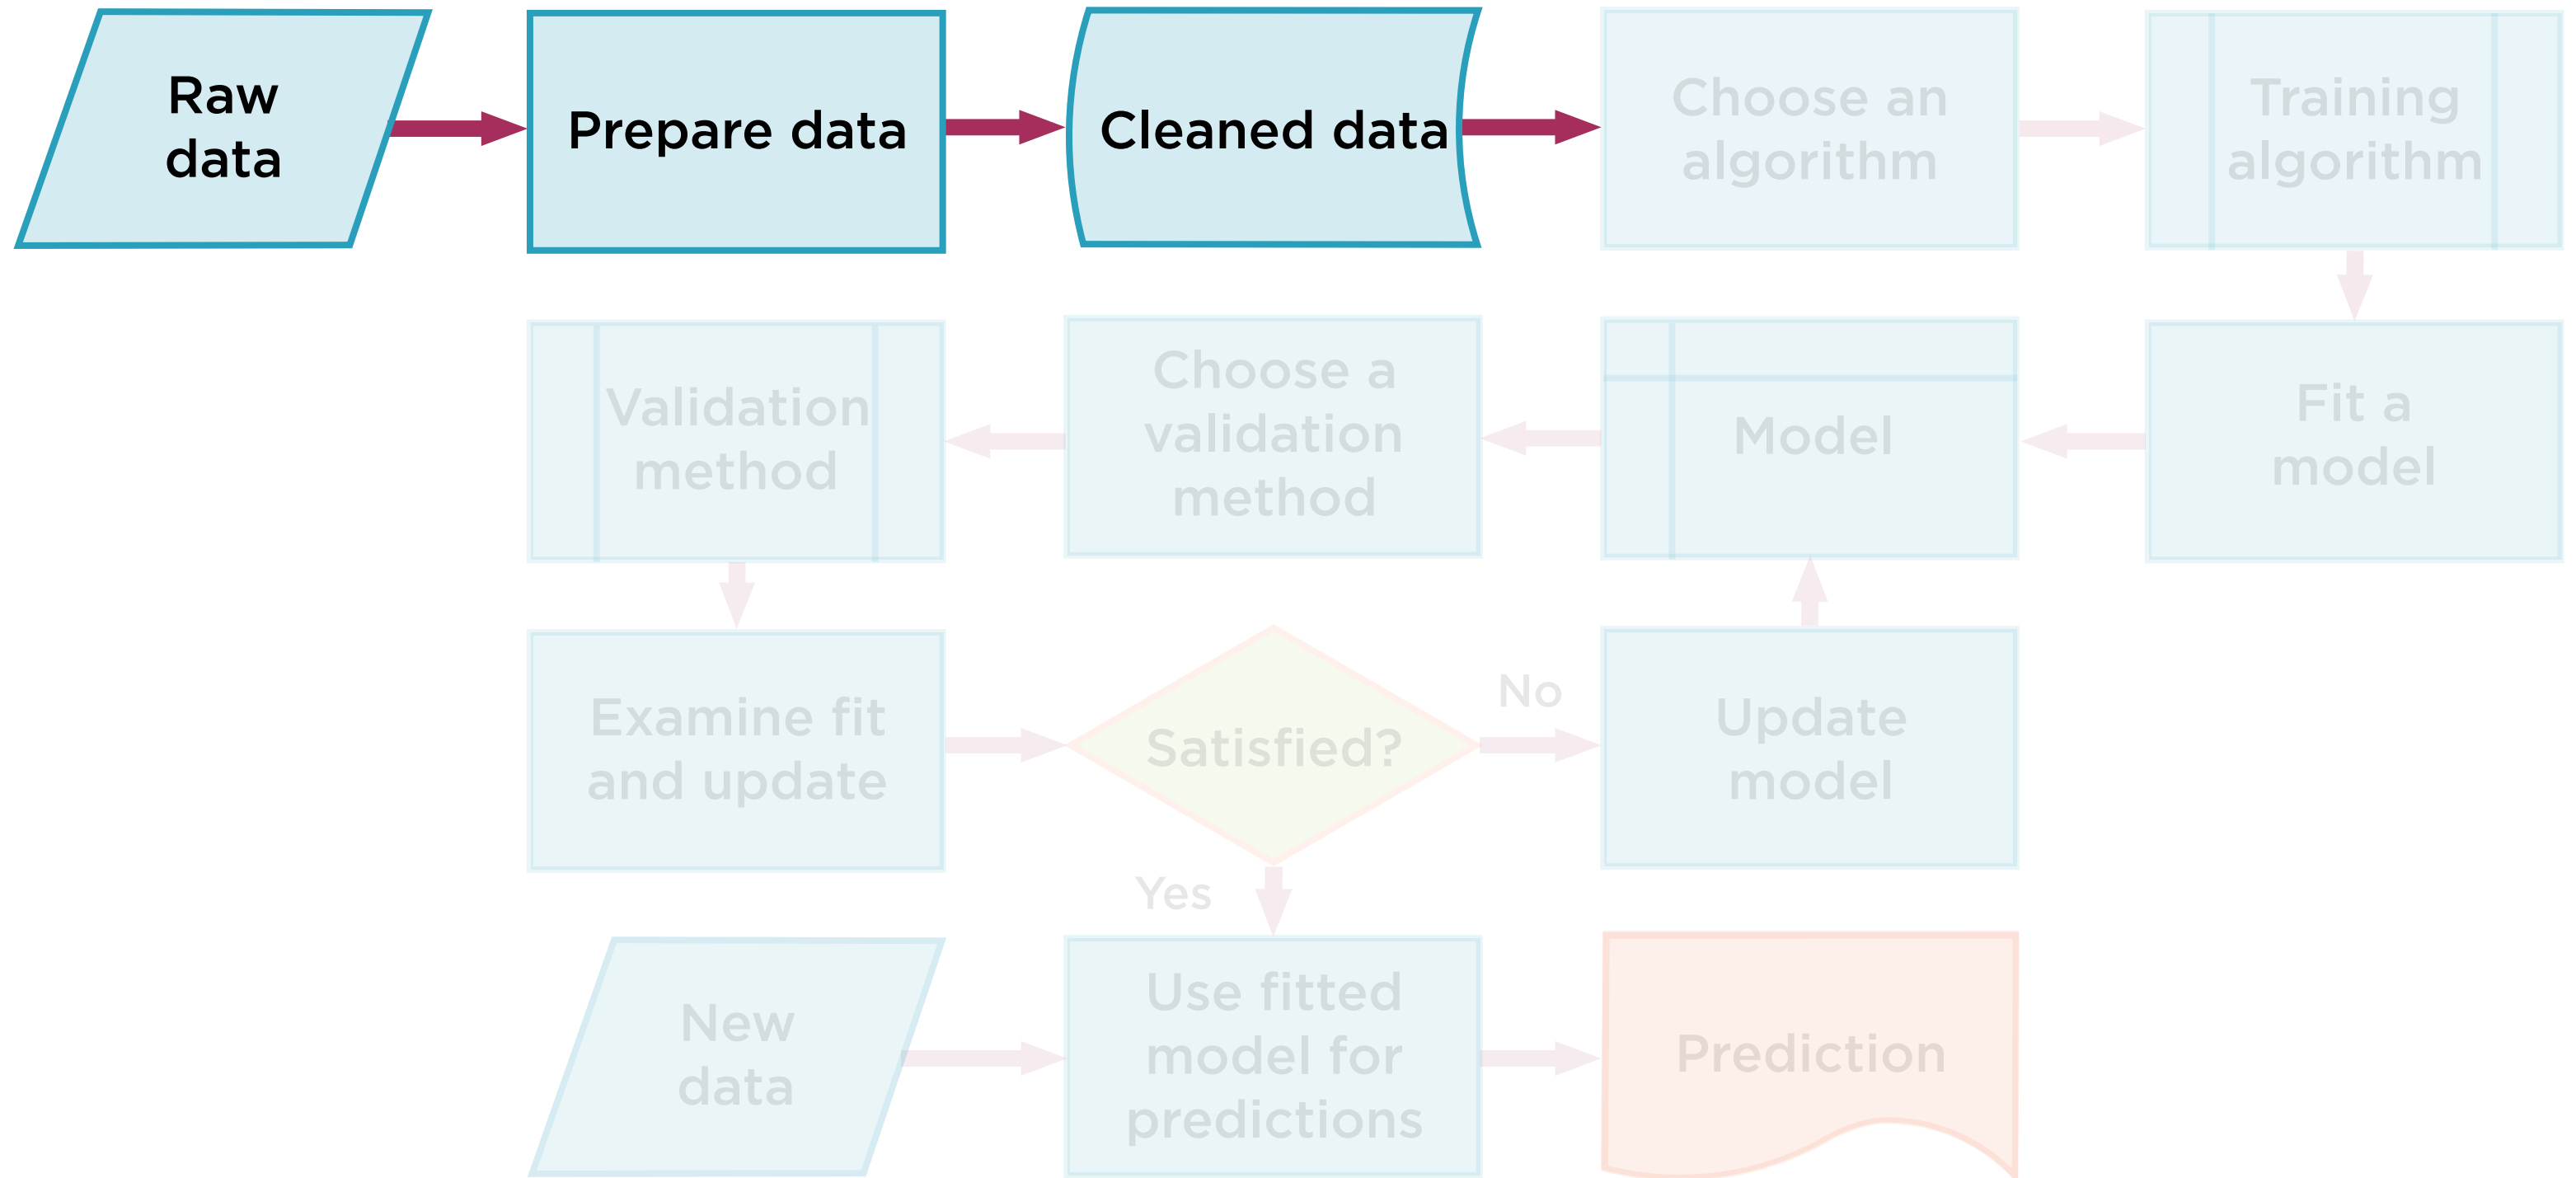 Raw
data
Prepare data
Cleaned data
Choose an
algorithm
Training
algorithm
Validation
method
Choose a
validation
method
Model
Fit a
model
Examine fit
and update
Satisfied?
No
Update
model
Yes
New
data
Use fitted
model for
predictions
Prediction